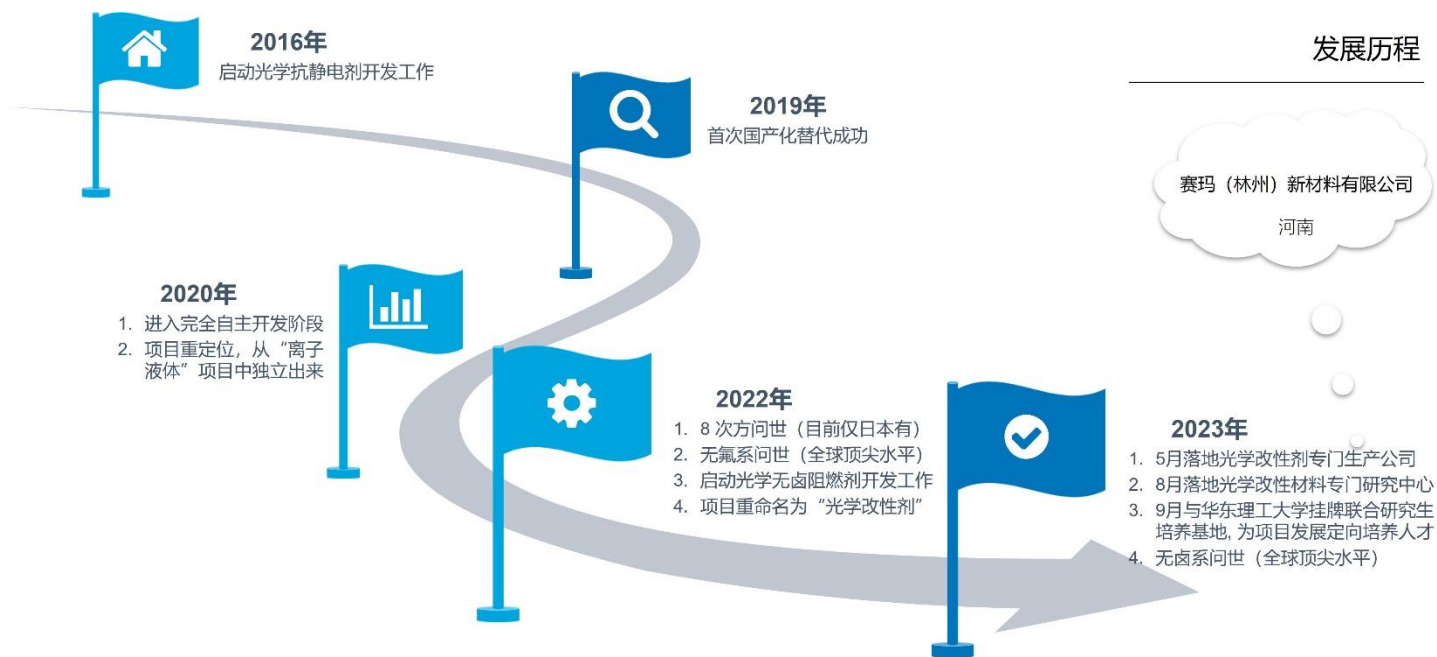 发展历程
2016年
启动光学抗静电剂开发工作
2019年
首次国产化替代成功
赛玛（林州）新材料有限公司
河南
2020年
1. 进入完全自主开发阶段
2. 项目重定位，从“离子
液体”项目中独立出来
2022年
1. 8 次方问世（目前仅日本有）
2. 无氟系问世（全球顶尖水平）
3. 启动光学无卤阻燃剂开发工作
4. 项目重命名为“光学改性剂”
2023年
1. 5月落地光学改性剂专门生产公司
2. 8月落地光学改性材料专门研究中心
3. 9月与华东理工大学挂牌联合研究生
培养基地, 为项目发展定向培养人才
4. 无卤系问世（全球顶尖水平）